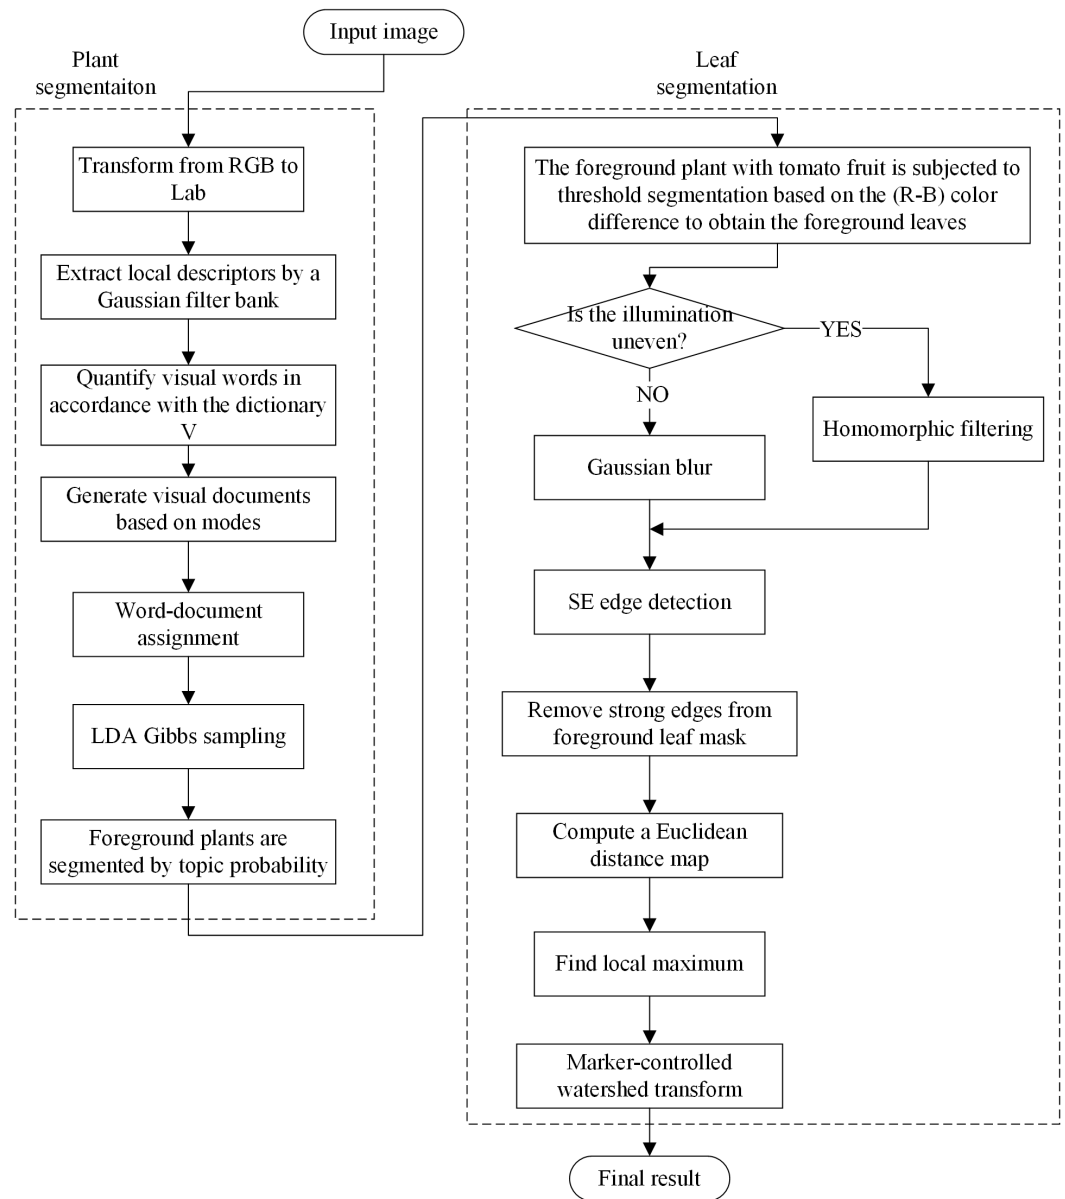 Input image
Plant
segmentaiton
Transform from RGB to
Lab
Extract local descriptors by a
Gaussian filter bank
Quantify visual words in
accordance with the dictionary
V
Generate visual documents
based on modes
Word-document
assignment
LDA Gibbs sampling
Foreground plants are
segmented by topic probability
Leaf
segmentation
The foreground plant with tomato fruit is subjected to
threshold segmentation based on the (R-B) color
difference to obtain the foreground leaves
Is the illumination
uneven?
YES
NO
Homomorphic filtering
Gaussian blur
SE edge detection
Remove strong edges from
foreground leaf mask
Compute a Euclidean
distance map
Find local maximum
Marker-controlled
watershed transform
Final result